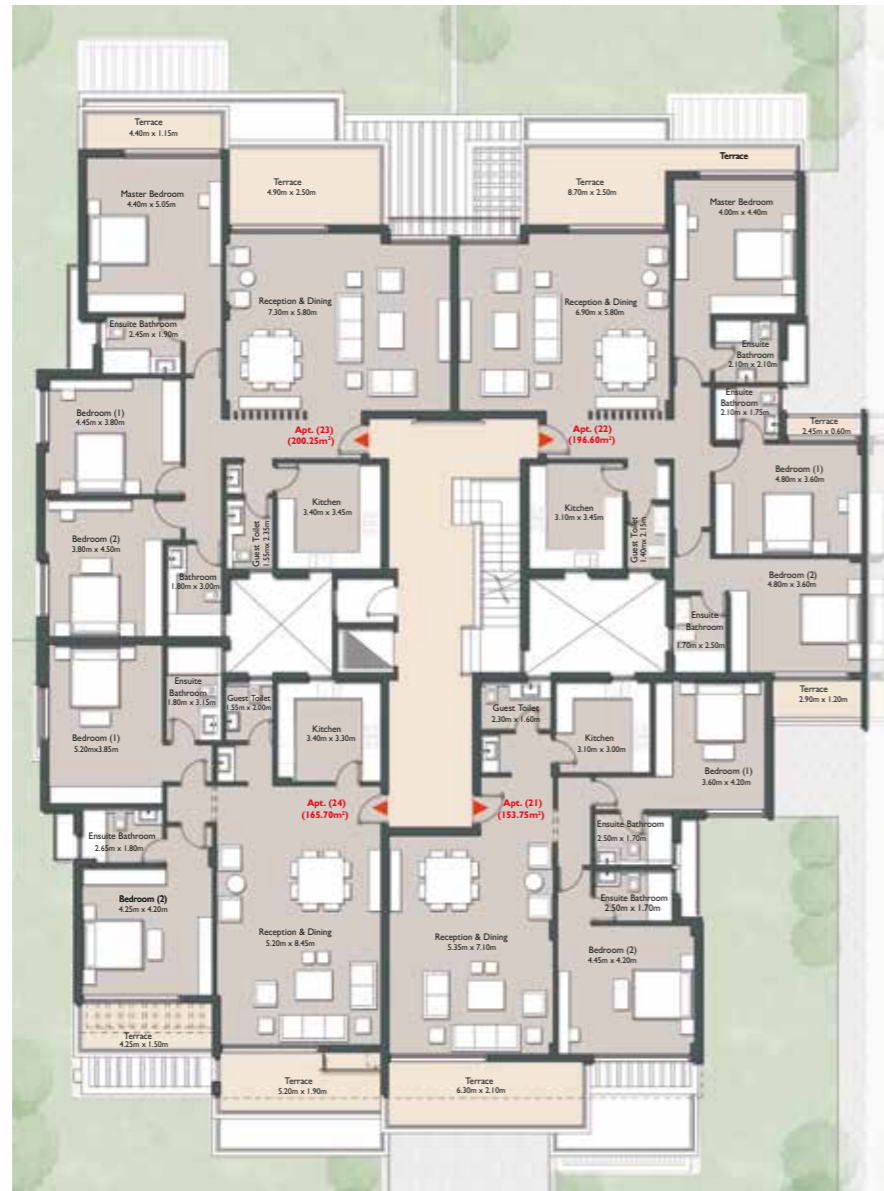 Terrace
4.40m x 1.15m
Terrace
4.90m x 2.50m
Terrace
8.70m x 2.50m
Terrace
Master Bedroom
4.40m x 5.05m
Master Bedroom
4.00m x 4.40m
Reception & Dining
7.30m x 5.80m
Reception & Dining
6.90m x 5.80m
Ensuite Bathroom
2.45m x 1.90m
Ensuite
Bathroom
2.10m x 2.10m
Ensuite
Bathroom
2.10m x 1.75m
Terrace
2.45m x 0.60m
Bedroom (1)
4.45m x 3.80m
Apt. (23)
(200.25m²)
Apt. (22)
(196.60m²)
Bedroom (1)
4.80m x 3.60m
Kitchen
3.40m x 3.45m
Kitchen
3.10m x 3.45m
Guest Toilet
1.55m x 2.35m
Guest Toilet
1.40m x 2.15m
Bedroom (2)
3.80m x 4.50m
Bathroom
1.80m x 3.00m
Bedroom (2)
4.80m x 3.60m
Ensuite
Bathroom
1.70m x 2.50m
Ensuite
Bathroom
1.80m x 3.15m
Guest Toilet
1.55m x 2.00m
Guest Toilet
2.30m x 1.60m
Terrace
2.90m x 1.20m
Bedroom (1)
5.20mx3.85m
Kitchen
3.40m x 3.30m
Kitchen
3.10m x 3.00m
Bedroom (1)
3.60m x 4.20m
Apt. (24)
(165.70m²)
Apt. (21)
(153.75m²)
Ensuite Bathroom
2.65m x 1.80m
Ensuite Bathroom
2.50m x 1.70m
Ensuite Bathroom
2.50m x 1.70m
Bedroom (2)
4.25m x 4.20m
Reception & Dining
5.20m x 8.45m
Reception & Dining
5.35m x 7.10m
Bedroom (2)
4.45m x 4.20m
Terrace
4.25m x 1.50m
Terrace
5.20m x 1.90m
Terrace
6.30m x 2.10m